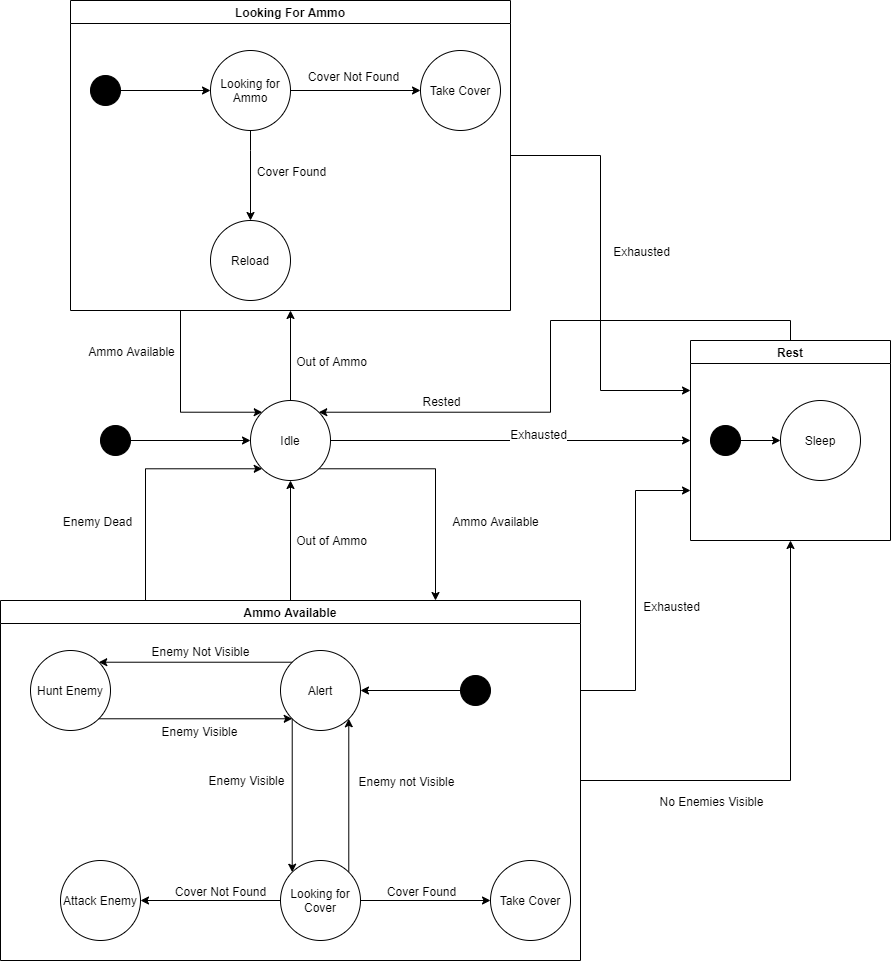 Looking For Ammo
Looking for
Ammo
Cover Not Found
Take Cover
Cover Found
Reload
Exhausted
Ammo Available
Out of Ammo
Rest
Rested
Idle
Exhausted
Sleep
Enemy Dead
Out of Ammo
Ammo Available
Exhausted
Ammo Available
Enemy Not Visible
Hunt Enemy
Alert
Enemy Visible
Enemy Visible
Enemy not Visible
No Enemies Visible
Cover Not Found
Cover Found
Attack Enemy
Looking for
Cover
Take Cover